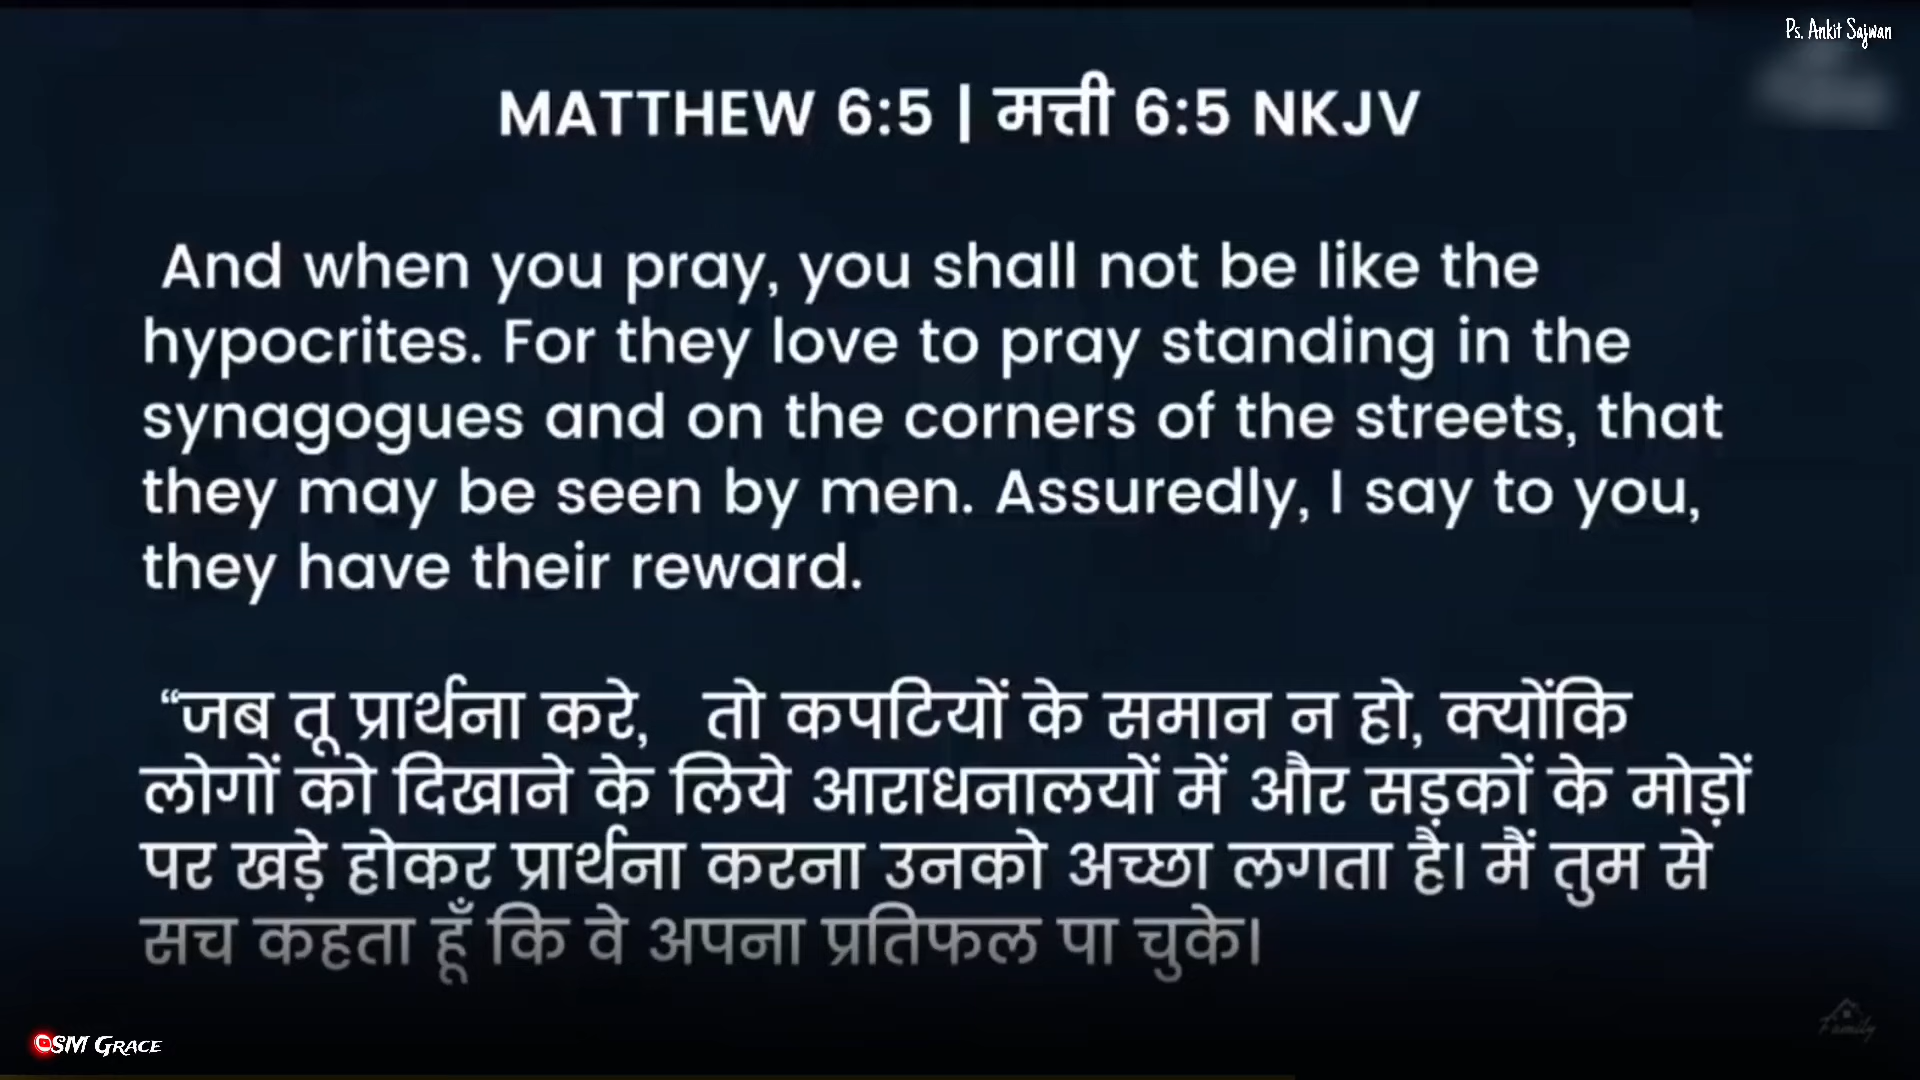 Ps. Ankit Sajwan
MATTHEW 6:5 | मत्ती 6:5 NKJV
And when you pray, you shall not be like the
hypocrites. For they love to pray standing in the
synagogues and on the corners of the streets, that
they may be seen by men. Assuredly, I say to you,
they have their reward.
“जब तू प्रार्थना करे, तो कपटियों के समान न हो, क्योंकि
लोगों को दिखाने के लिये आराधनालयों में और सड़कों के मोड़ों
पर खड़े होकर प्रार्थना करना उनको अच्छा लगता है। मैं तुम से
सच कहता हूँ कि वे अपना प्रतिफल पा चुके।
Family
SM GRACE